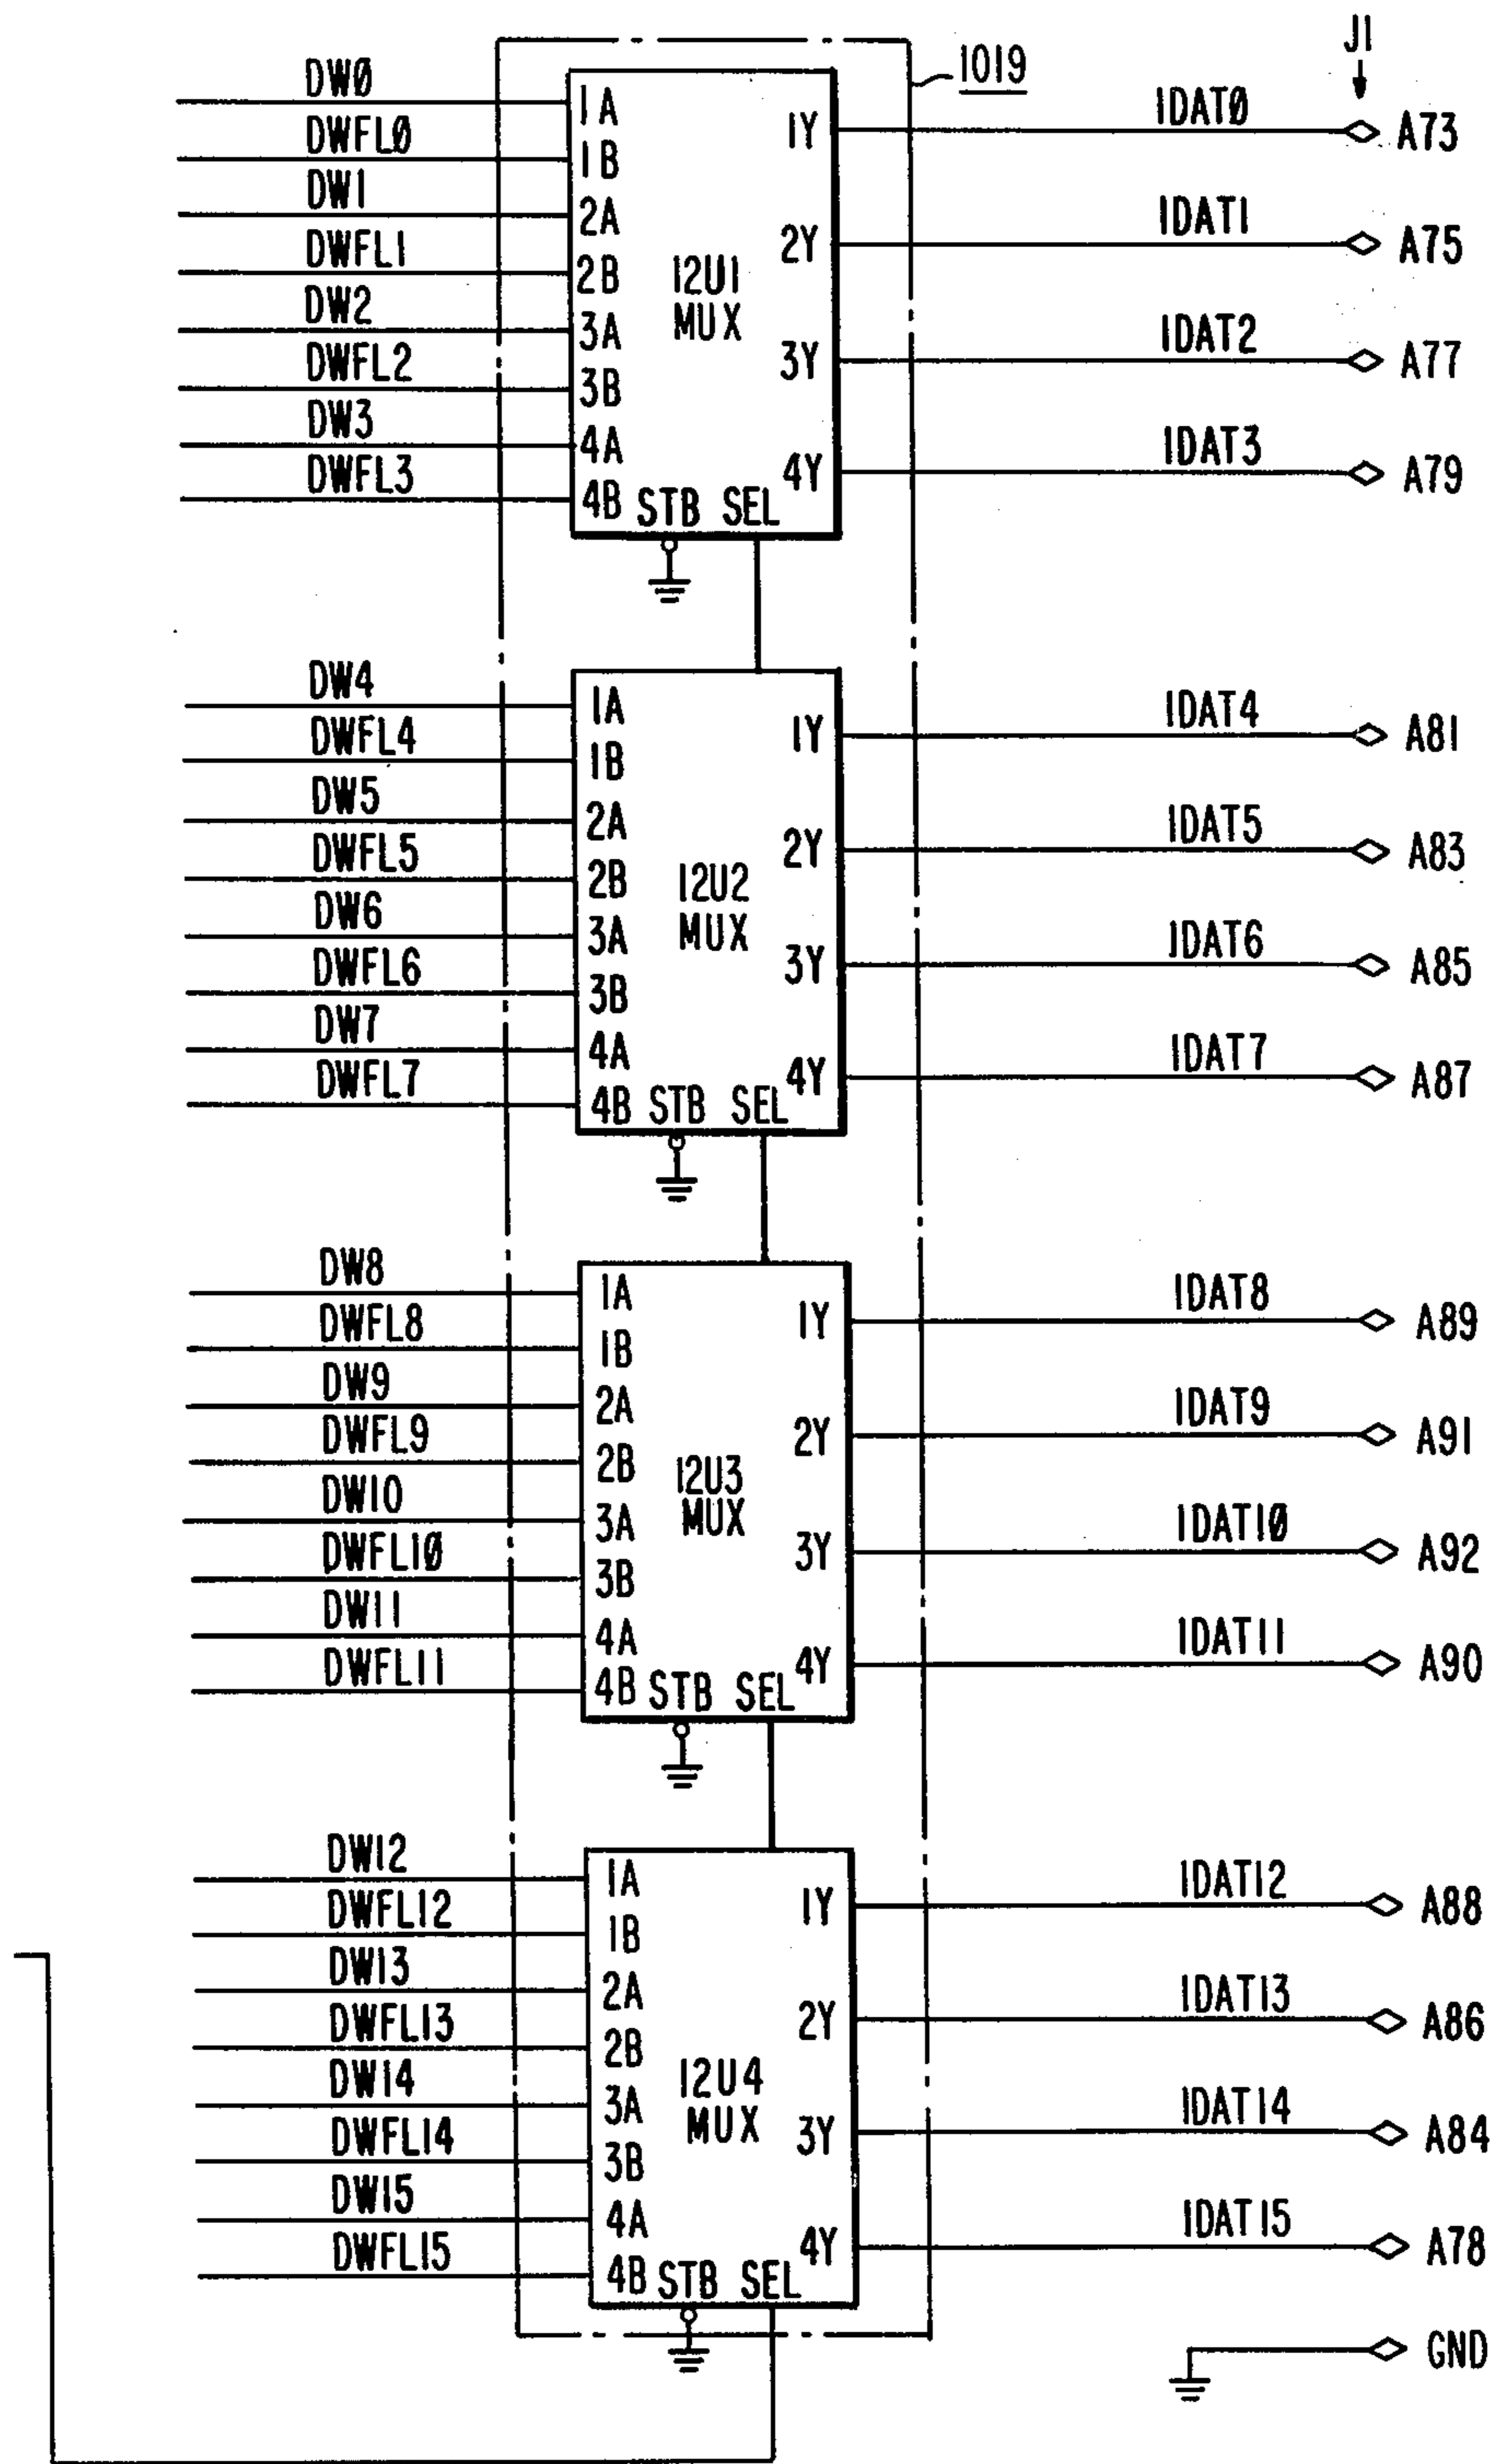 J1
1019
DWØ
1A
1Y
IDATØ
A73
DWFLØ
1B
DW1
2A
2Y
IDAT1
A75
DWFL1
2B
12U1
MUX
DW2
3A
3Y
IDAT2
A77
DWFL2
3B
DW3
4A
4Y
IDAT3
A79
DWFL3
4B STB SEL
DW4
1A
1Y
IDAT4
A81
DWFL4
1B
DW5
2A
2Y
IDAT5
A83
DWFL5
2B
12U2
MUX
DW6
3A
3Y
IDAT6
A85
DWFL6
3B
DW7
4A
4Y
IDAT7
A87
DWFL7
4B STB SEL
DW8
1A
1Y
IDAT8
A89
DWFL8
1B
DW9
2A
2Y
IDAT9
A91
DWFL9
2B
12U3
MUX
DW10
3A
3Y
IDAT1Ø
A92
DWFL1Ø
3B
DW11
4A
4Y
IDAT11
A90
DWFL11
4B STB SEL
DW12
1A
1Y
IDAT12
A88
DWFL12
1B
DW13
2A
2Y
IDAT13
A86
DWFL13
2B
12U4
MUX
DW14
3A
3Y
IDAT14
A84
DWFL14
3B
DW15
4A
4Y
IDAT15
A78
DWFL15
4B STB SEL
GND